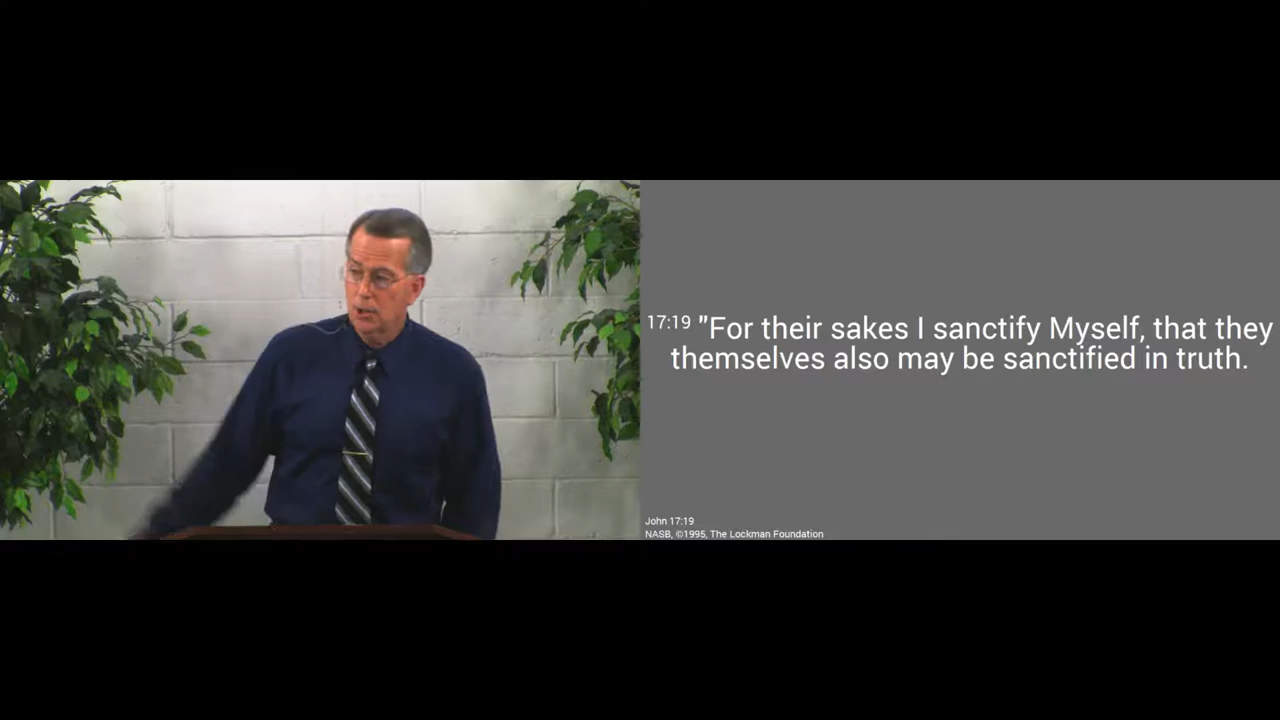 17:19 "For their sakes I sanctify Myself, that they
themselves also may be sanctified in truth.
John 17:19
NASB, ©1995, The Lockman Foundation